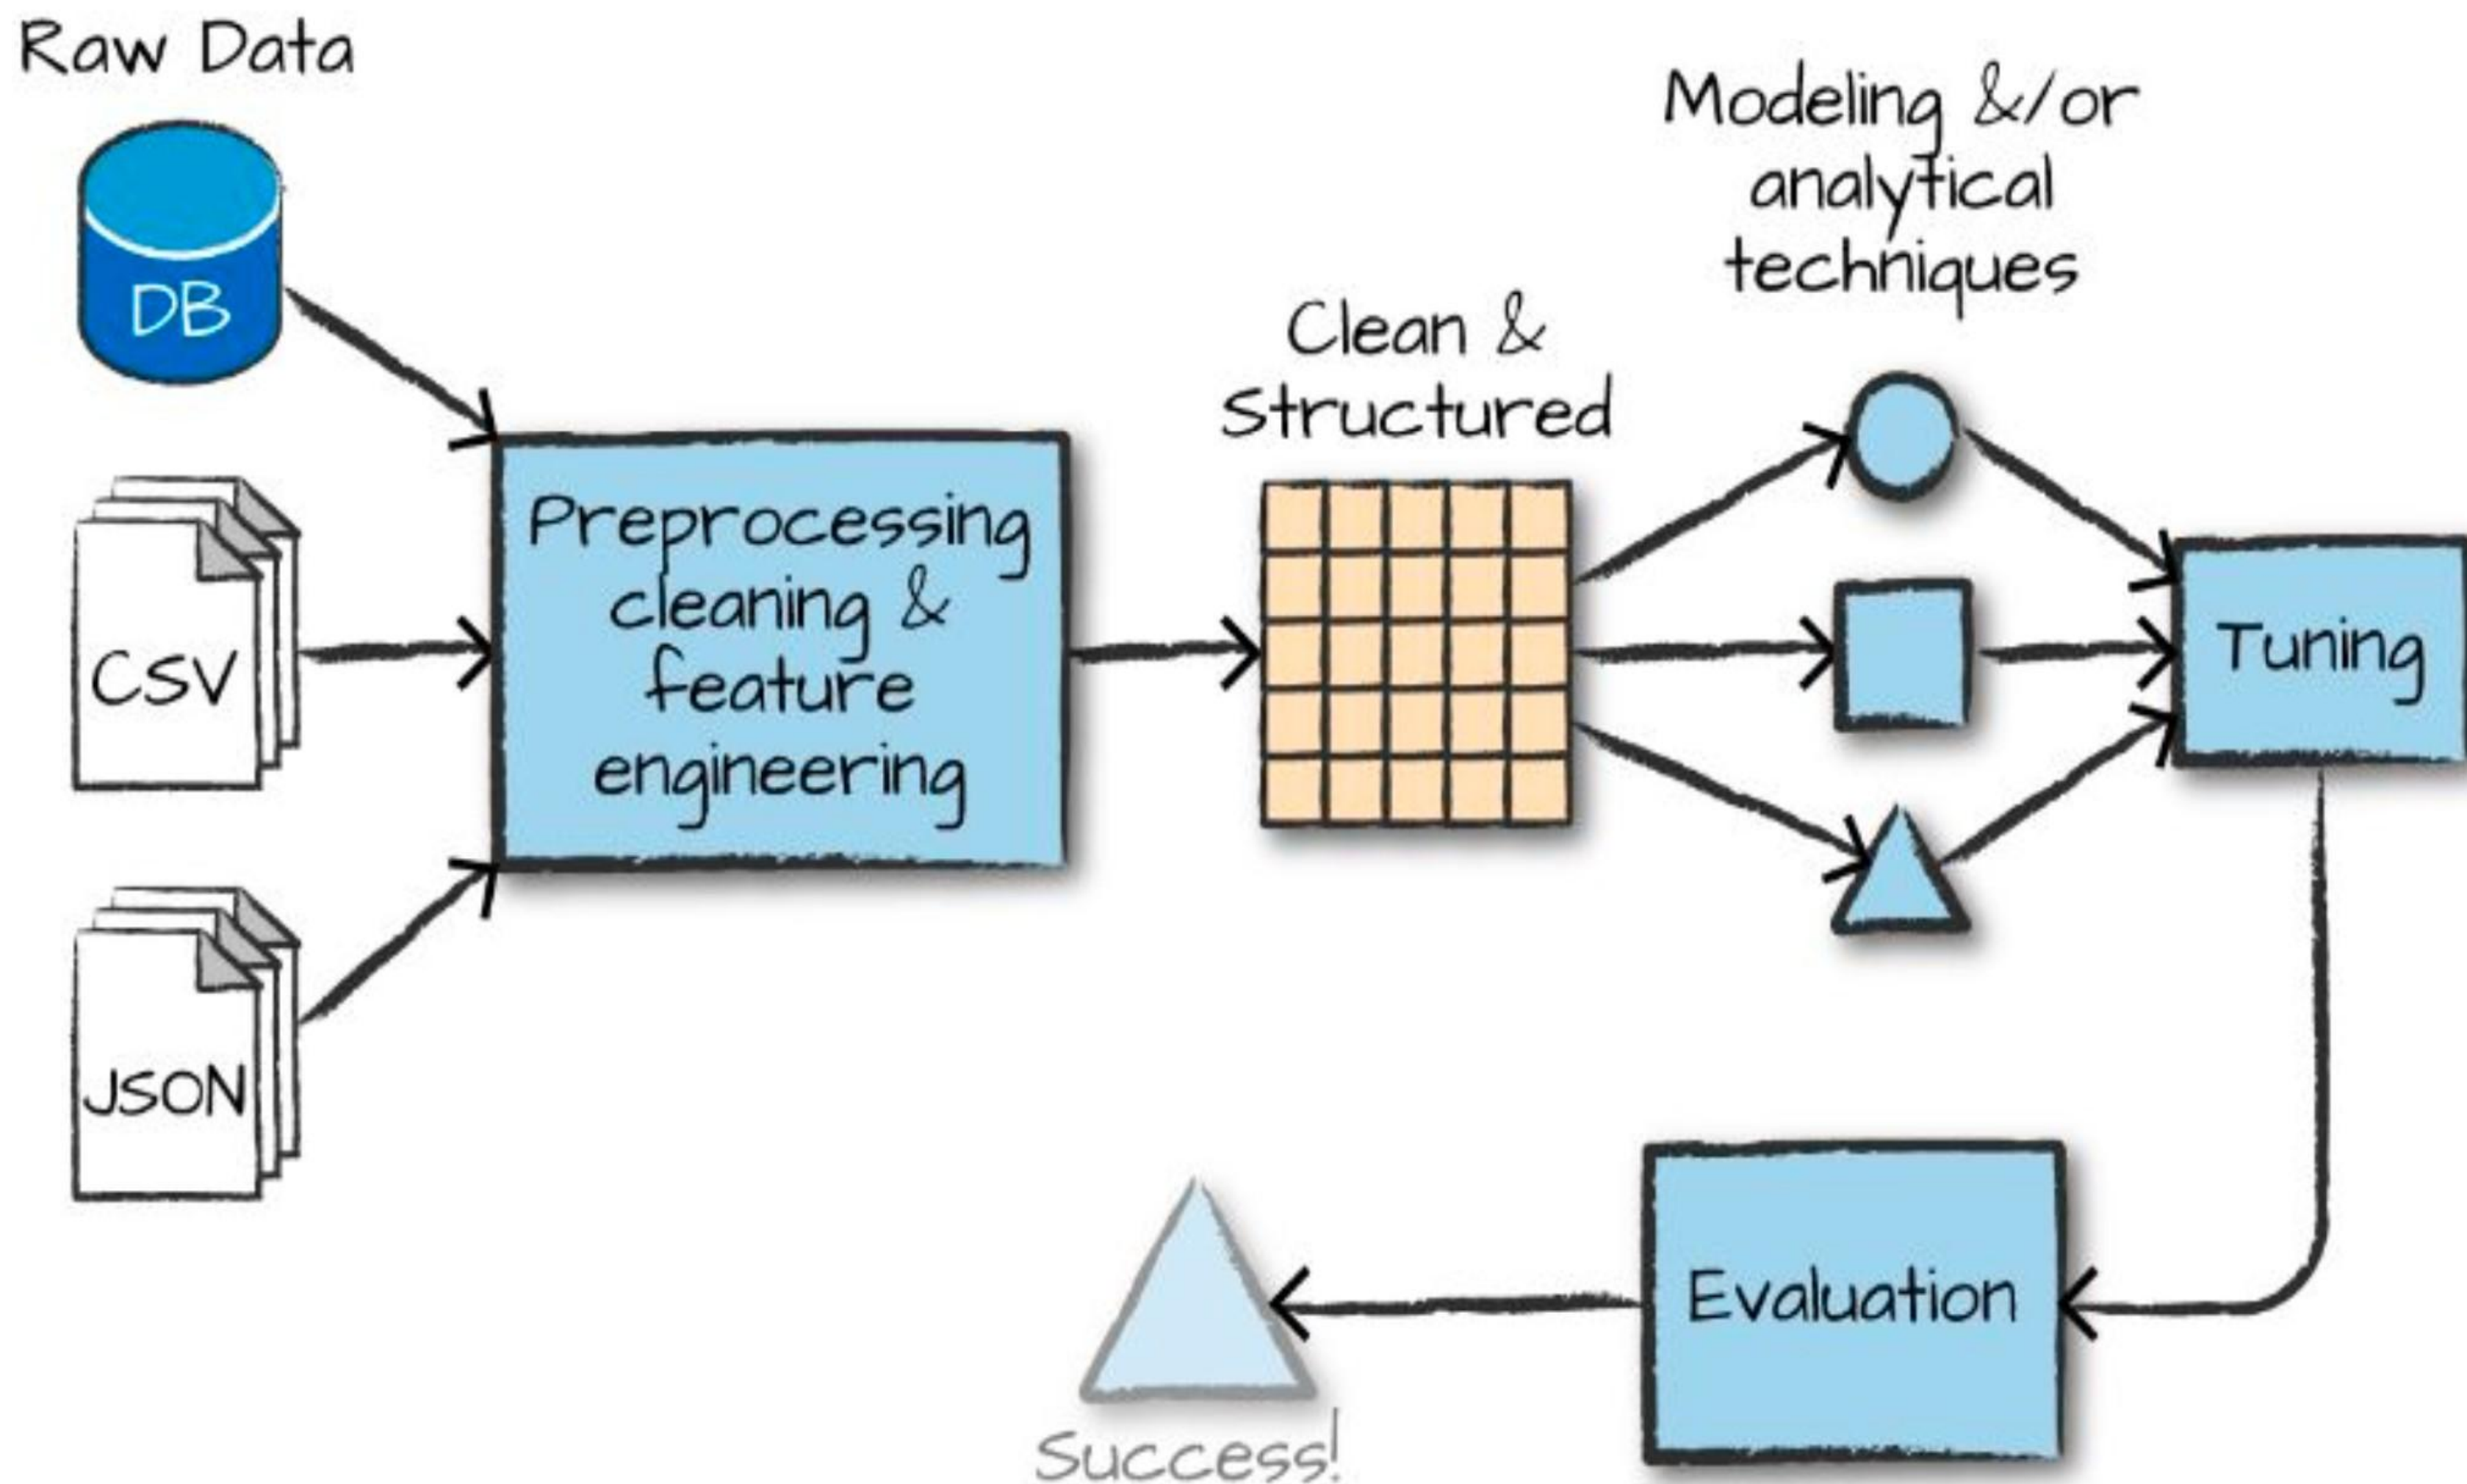 Raw Data
DB
CSV
JSON
Preprocessing
cleaning &
feature
engineering
Clean &
Structured
Modeling &/or
analytical
techniques
Tuning
Evaluation
Success!